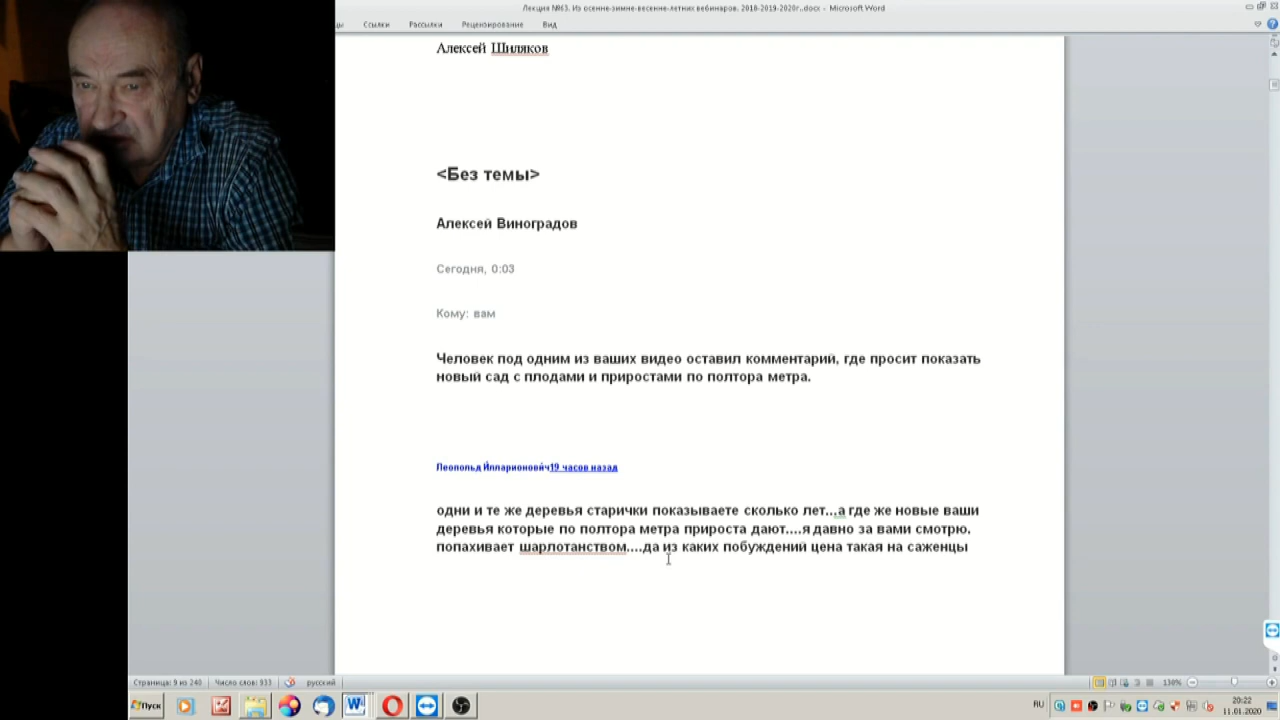 Лекция №63. Из осенне-зимне-весенне-летних вебинаров. 2018-2019-2020г..docx - Microsoft Word
Ссылки Рассылки Рецензирование Вид
Алексей Шиляков
<Без темы>
Алексей Виноградов
Сегодня, 0:03
Кому: вам
Человек под одним из ваших видео оставил комментарий, где просит показать
новый сад с плодами и приростами по полтора метра.
Леопольд Илларионович19 часов назад
одни и те же деревья старички показываете сколько лет...а где же новые ваши
деревья которые по полтора метра прироста дают....я давно за вами смотрю.
попахивает шарлотанством....да из каких побуждений цена такая на саженцы
Страница: 9 из 240 Число слов: 933 русский 130%
Пуск RU 20:22
11.01.2020